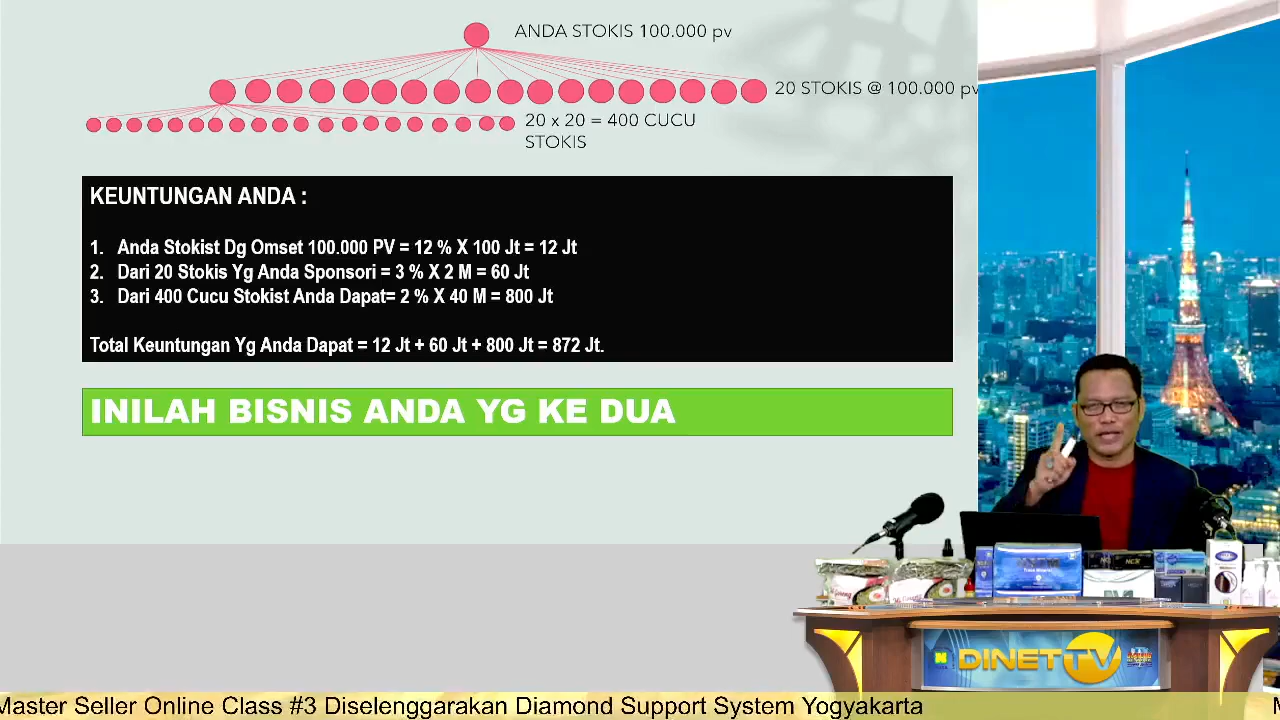 ANDA STOKIS 100.000 pv
20 STOKIS @ 100.000 pv
20 x 20 = 400 CUCU
STOKIS
KEUNTUNGAN ANDA :
1. Anda Stokist Dg Omset 100.000 PV = 12 % X 100 Jt = 12 Jt
2. Dari 20 Stokis Yg Anda Sponsori = 3 % X 2 M = 60 Jt
3. Dari 400 Cucu Stokist Anda Dapat= 2 % X 40 M = 800 Jt
Total Keuntungan Yg Anda Dapat = 12 Jt + 60 Jt + 800 Jt = 872 Jt.
INILAH BISNIS ANDA YG KE DUA
DINET TV
Master Seller Online Class #3 Diselenggarakan Diamond Support System Yogyakarta